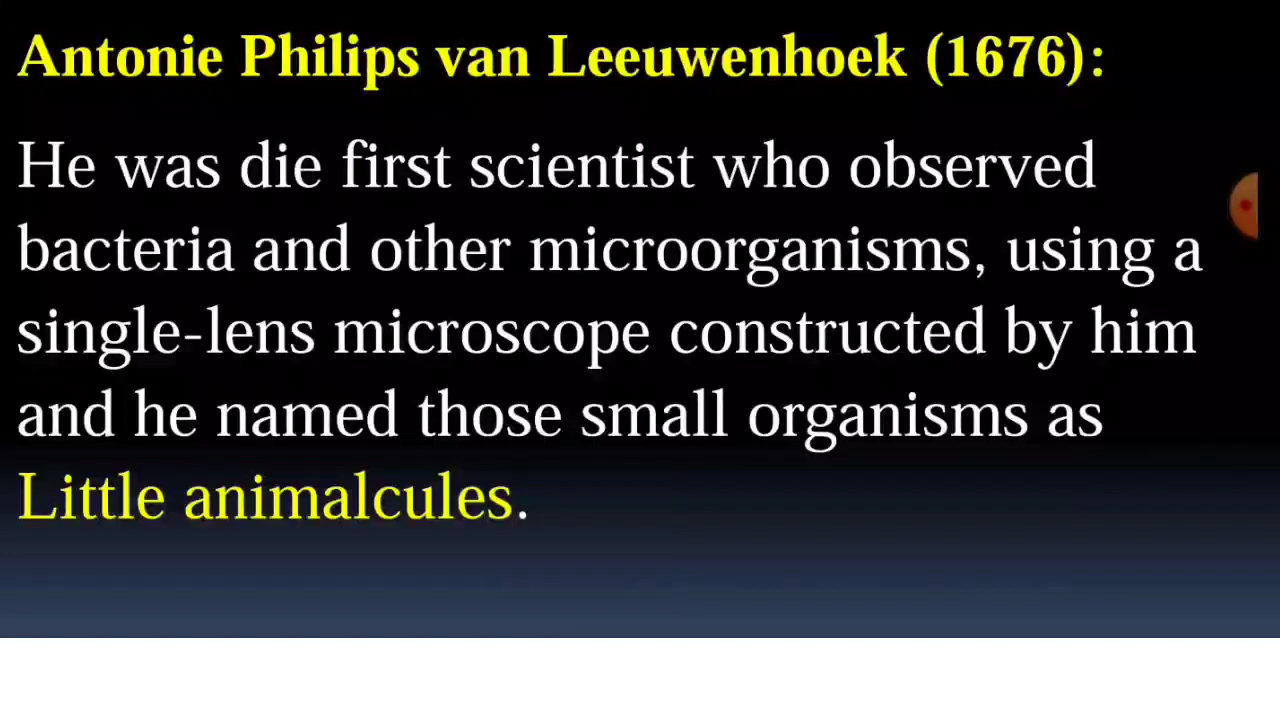 Antonie Philips van Leeuwenhoek (1676):
He was die first scientist who observed
bacteria and other microorganisms, using a
single-lens microscope constructed by him
and he named those small organisms as
Little animalcules.